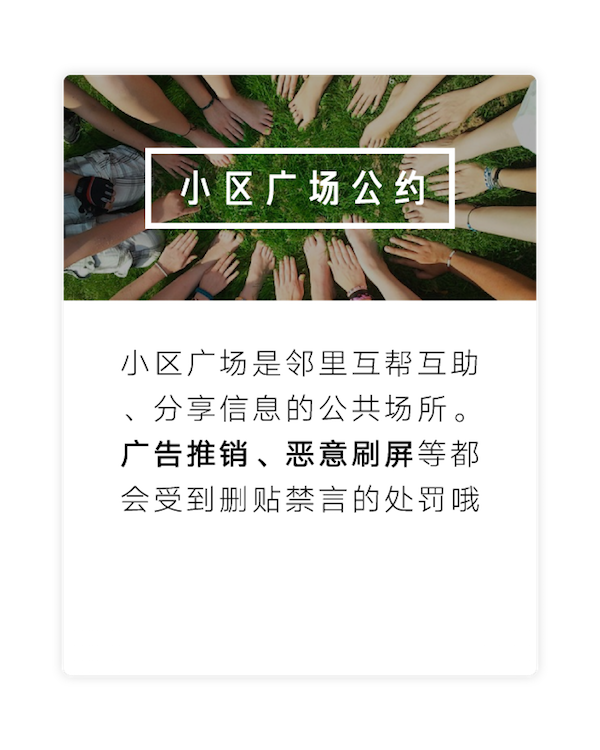 小区广场公约
小区广场是邻里互帮互助
、分享信息的公共场所。
广告推销、恶意刷屏等都
会受到删贴禁言的处罚哦